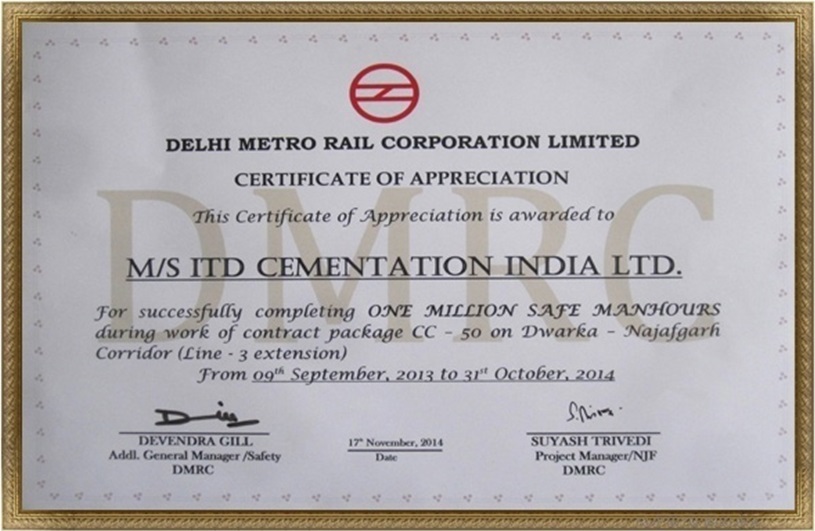 DELHI METRO RAIL CORPORATION LIMITED
CERTIFICATE OF APPRECIATION
This Certificate of Appreciation is awarded to
DMRC
M/S ITD CEMENTATION INDIA LTD.
For successfully completing ONE MILLION SAFE MANHOURS
during work of contract package CC - 50 on Dwarka - Najafgarh
Corridor (Line - 3 extension)
From 09th September, 2013 to 31st October, 2014
DEVENDRA GILL
Addl. General Manager /Safety
DMRC
17th November, 2014
Date
SUYASH TRIVEDI
Project Manager/NJF
DMRC